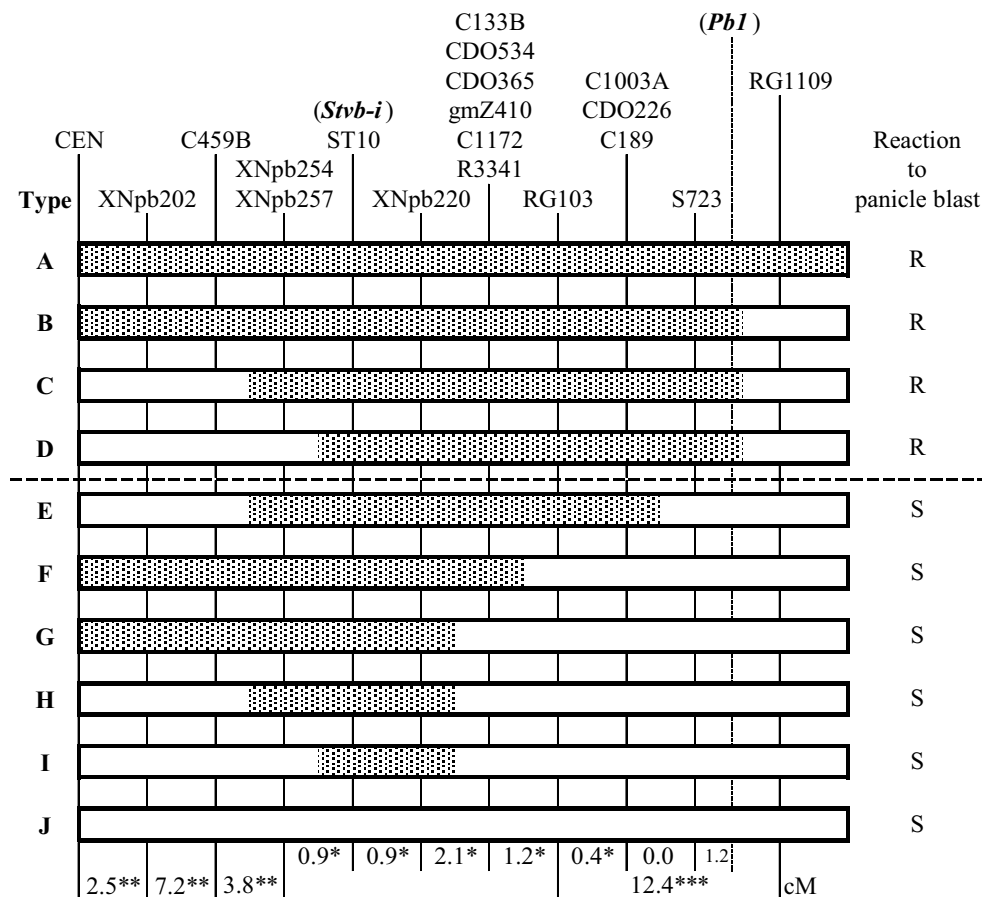 C133B (Pb1)
CDO534
CDO365 C1003A RG1109
(Stvb-i) gmZ410 CDO226
CEN C459B ST10 C1172 C189 Reaction
XNpb254 R3341 to
Type XNpb202 XNpb257 XNpb220 RG103 S723 panicle blast
A R
B R
C R
D R
E S
F S
G S
H S
I S
J S
0.9* 0.9* 2.1* 1.2* 0.4* 0.0 1.2
2.5** 7.2** 3.8** 12.4*** cM